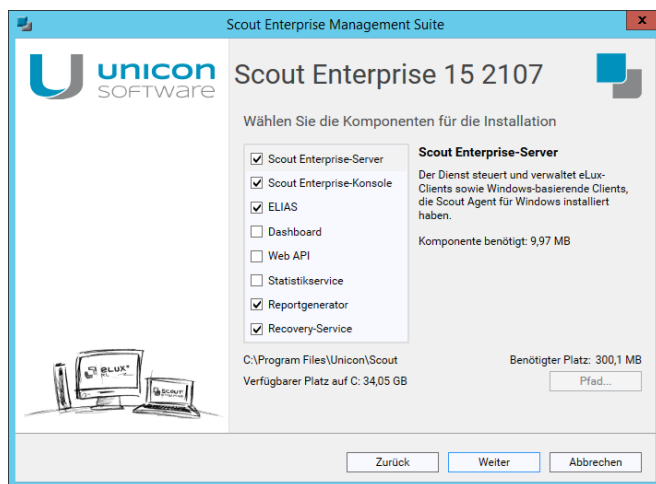 Scout Enterprise Management Suite
x
unicon
SOFTWare
Scout Enterprise 15 2107
Wählen Sie die Komponenten für die Installation
Scout Enterprise-Server
Scout Enterprise-Konsole
ELIAS
Dashboard
Web API
Statistikservice
Reportgenerator
Recovery-Service
Scout Enterprise-Server
Der Dienst steuert und verwaltet eLux-
Clients sowie Windows-basierende Clients,
die Scout Agent für Windows installiert
haben.
Komponente benötigt: 9,97 MB
eLUX
SCOUT
C:\Program Files\Unicon\Scout
Benötigter Platz: 300,1 MB
Verfügbarer Platz auf C: 34,05 GB
Pfad...
Zurück
Weiter
Abbrechen